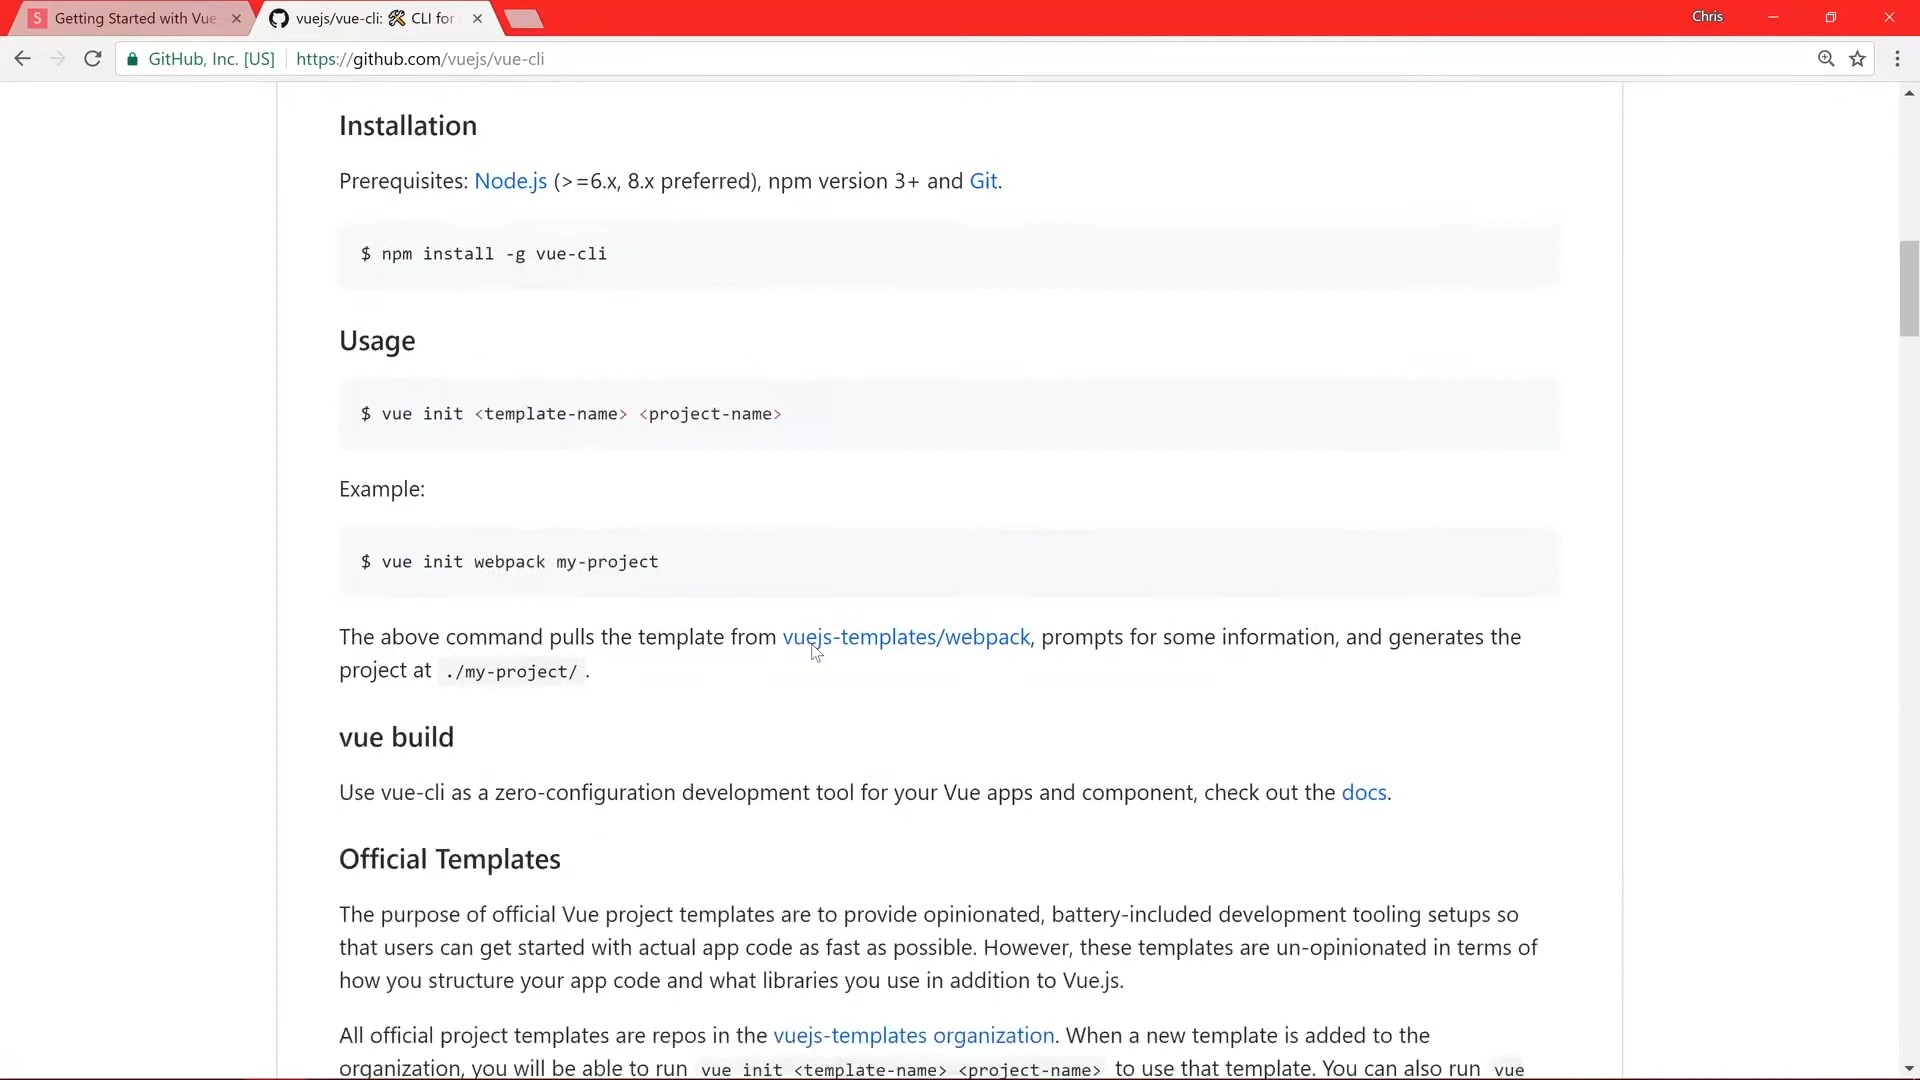 S Getting Started with Vue
vuejs/vue-cli: 🛠 CLI for
Chris
GitHub, Inc. [US] https://github.com/vuejs/vue-cli
Installation
Prerequisites: Node.js (>=6.x, 8.x preferred), npm version 3+ and Git.
$ npm install -g vue-cli
Usage
$ vue init <template-name> <project-name>
Example:
$ vue init webpack my-project
The above command pulls the template from vuejs-templates/webpack, prompts for some information, and generates the
project at ./my-project/ .
vue build
Use vue-cli as a zero-configuration development tool for your Vue apps and component, check out the docs.
Official Templates
The purpose of official Vue project templates are to provide opinionated, battery-included development tooling setups so
that users can get started with actual app code as fast as possible. However, these templates are un-opinionated in terms of
how you structure your app code and what libraries you use in addition to Vue.js.
All official project templates are repos in the vuejs-templates organization. When a new template is added to the
organization, you will be able to run vue init <template-name> <project-name> to use that template. You can also run vue